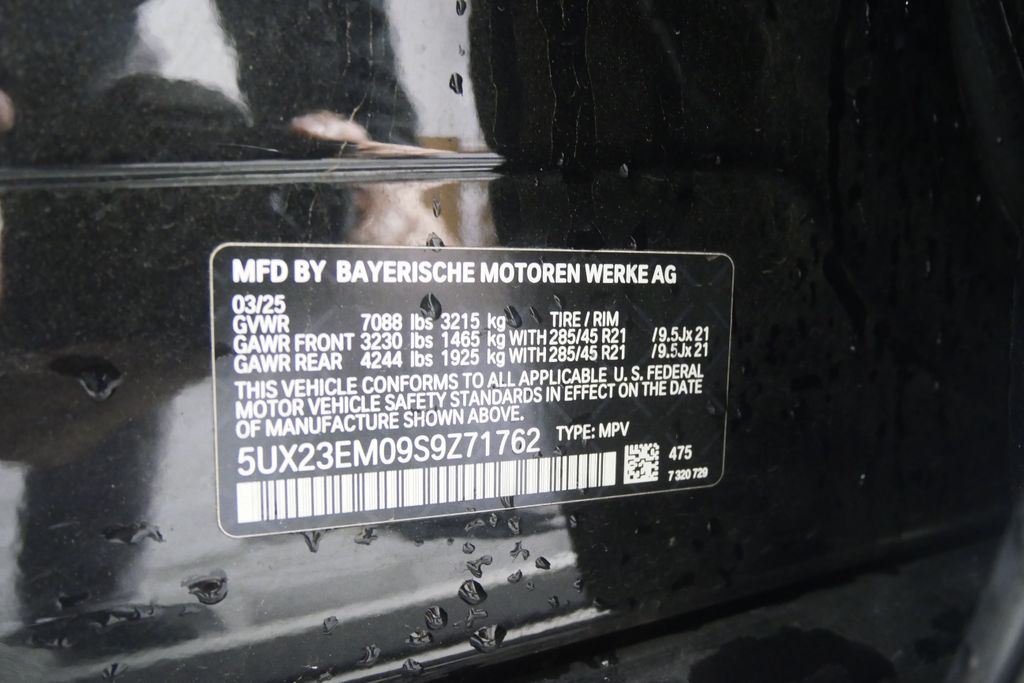 MFD BY BAYERISCHE MOTOREN WERKE AG
03/25
GVWR 7088 lbs 3215 kg TIRE / RIM
GAWR FRONT 3230 lbs 1465 kg WITH 285/45 R21 /9.5Jx 21
GAWR REAR 4244 lbs 1925 kg WITH 285/45 R21 /9.5Jx 21
THIS VEHICLE CONFORMS TO ALL APPLICABLE U. S. FEDERAL
MOTOR VEHICLE SAFETY STANDARDS IN EFFECT ON THE DATE
OF MANUFACTURE SHOWN ABOVE.
5UX23EM09S9Z71762 TYPE: MPV
475
7 320 729